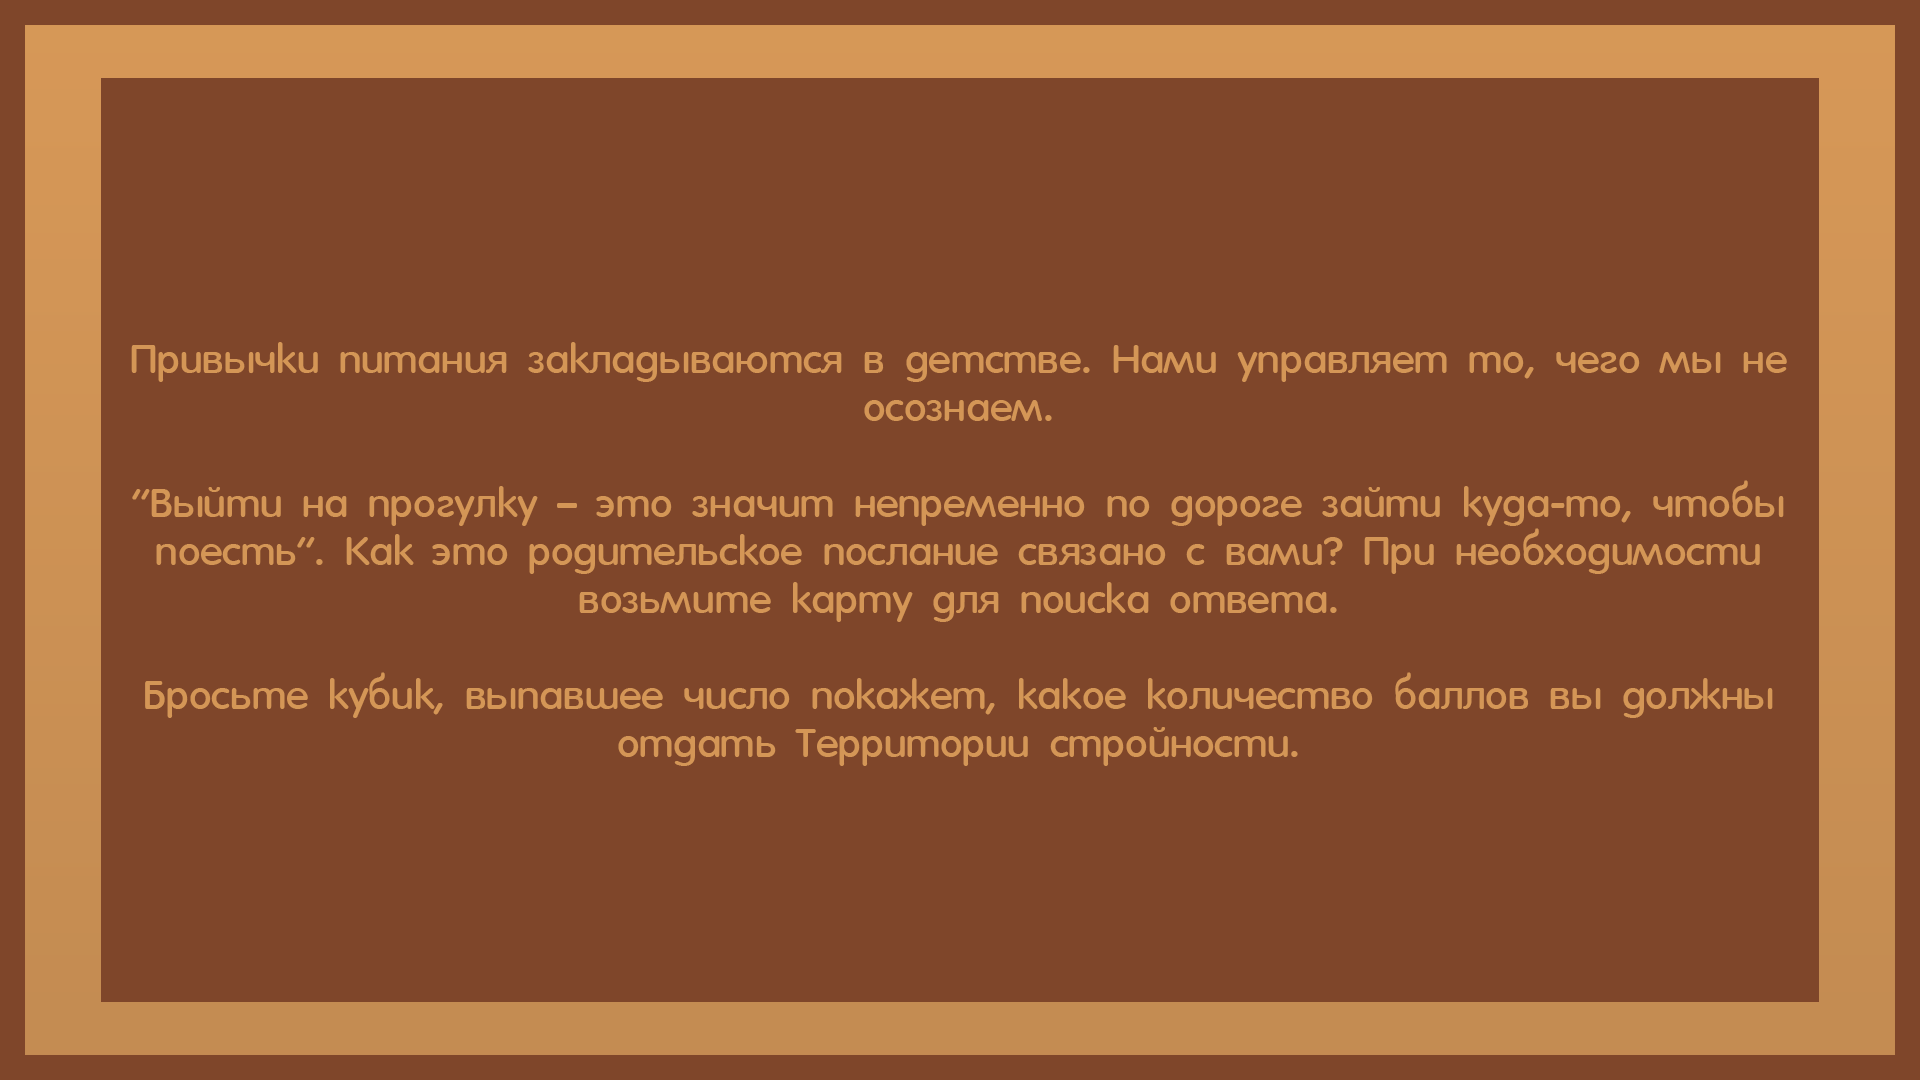 Привычки питания закладываются в детстве. Нами управляет то, чего мы не
осознаем.
“Выйти на прогулку – это значит непременно по дороге зайти куда-то, чтобы
поесть”. Как это родительское послание связано с вами? При необходимости
возьмите карту для поиска ответа.
Бросьте кубик, выпавшее число покажет, какое количество баллов вы должны
отдать Территории стройности.